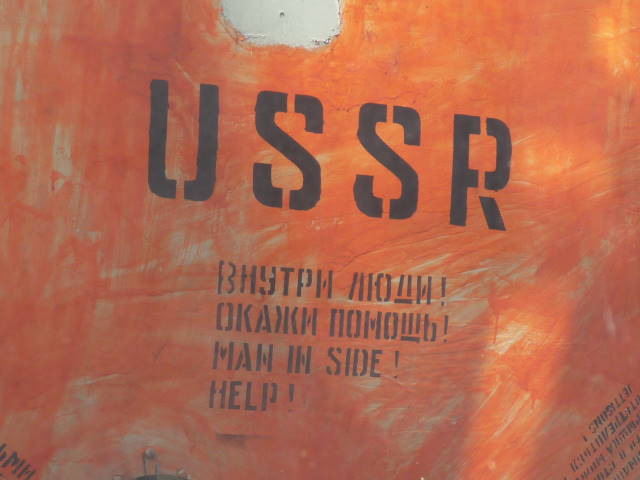 USSR
ВНУТРИ ЛЮДИ!
ОКАЖИ ПОМОЩЬ!
MAN IN SIDE!
HELP!